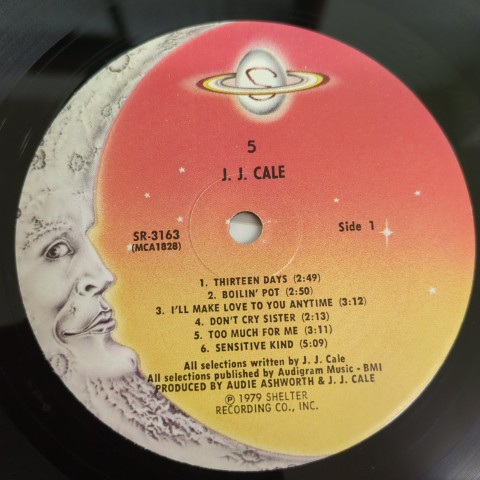 5
J. J. CALE
SR-3163
(MCA1828)
Side 1
1. THIRTEEN DAYS (2:49)
2. BOILIN' POT (2:50)
3. I'LL MAKE LOVE TO YOU ANYTIME (3:12)
4. DON'T CRY SISTER (2:13)
5. TOO MUCH FOR ME (3:11)
6. SENSITIVE KIND (5:09)
All selections written by J. J. Cale
All selections published by Audigram Music - BMI
PRODUCED BY AUDIE ASHWORTH & J. J. CALE
℗ 1979 SHELTER
RECORDING CO., INC.